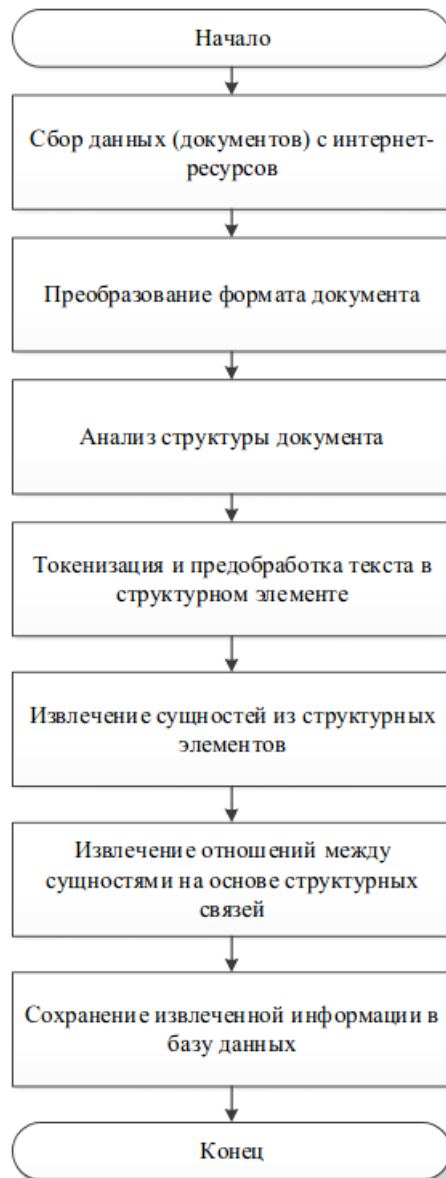 Начало
Сбор данных (документов) с интернет-
ресурсов
Преобразование формата документа
Анализ структуры документа
Токенизация и предобработка текста в
структурном элементе
Извлечение сущностей из структурных
элементов
Извлечение отношений между
сущностями на основе структурных
связей
Сохранение извлеченной информации в
базу данных
Конец